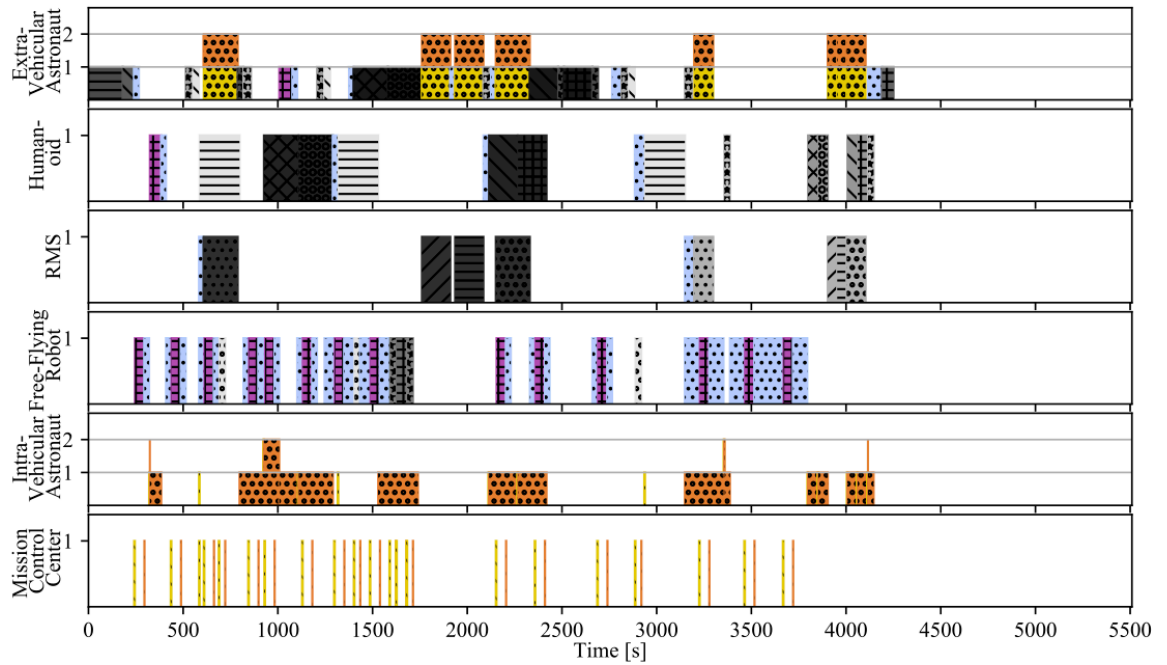 Extra-
Vehicular
Astronaut
2
1
Human-
oid
1
RMS
1
Free-Flying
Robot
1
Intra-
Vehicular
Astronaut
2
1
Mission
Control
Center
1
0 500 1000 1500 2000 2500 3000 3500 4000 4500 5000 5500
Time [s]